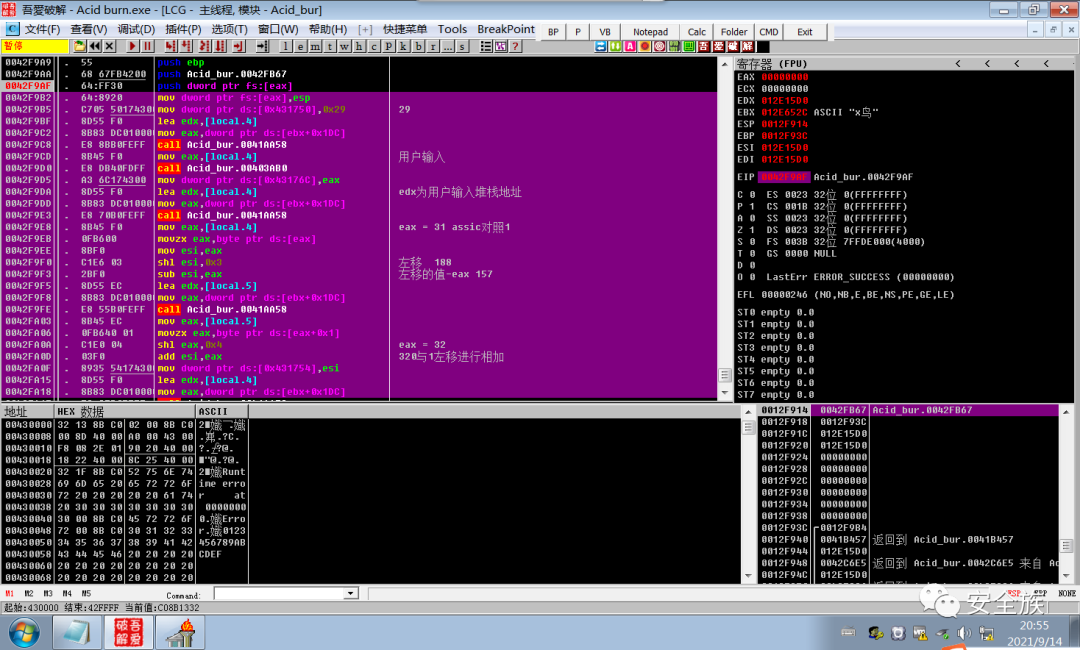 吾爱破解 - Acid burn.exe - [LCG - 主线程, 模块 - Acid_bur]
文件(F) 查看(V) 调试(D) 插件(P) 选项(T) 窗口(W) 帮助(H) [+] 快捷菜单 Tools BreakPoint BP P VB Notepad Calc Folder CMD Exit
暂停 l e m t w h c P k b r ... s ?
0042F9A9 . 55 push ebp
0042F9AA . 68 67FB4200 push Acid_bur.0042FB67
0042F9AF . 64:FF30 push dword ptr fs:[eax]
0042F9B2 . 64:8920 mov dword ptr fs:[eax],esp
0042F9B5 . C705 50174300 mov dword ptr ds:[0x431750],0x29 29
0042F9BF . 8D55 F0 lea edx,[local.4]
0042F9C2 . 8B83 DC010000 mov eax,dword ptr ds:[ebx+0x1DC]
0042F9C8 . E8 8BB0FEFF call Acid_bur.0041AA58
0042F9CD . 8B45 F0 mov eax,[local.4] 用户输入
0042F9D0 . E8 DB40FDFF call Acid_bur.00403AB0
0042F9D5 . A3 6C174300 mov dword ptr ds:[0x43176C],eax
0042F9DA . 8D55 F0 lea edx,[local.4] edx为用户输入堆栈地址
0042F9DD . 8B83 DC010000 mov eax,dword ptr ds:[ebx+0x1DC]
0042F9E3 . E8 70B0FEFF call Acid_bur.0041AA58
0042F9E8 . 8B45 F0 mov eax,[local.4] eax = 31 assic对照1
0042F9EB . 0FB600 movzx eax,byte ptr ds:[eax]
0042F9EE . 8BF0 mov esi,eax
0042F9F0 . C1E6 03 shl esi,0x3 左移 188
0042F9F3 . 2BF0 sub esi,eax 左移的值-eax 157
0042F9F5 . 8D55 EC lea edx,[local.5]
0042F9F8 . 8B83 DC010000 mov eax,dword ptr ds:[ebx+0x1DC]
0042F9FE . E8 55B0FEFF call Acid_bur.0041AA58
0042FA03 . 8B45 EC mov eax,[local.5]
0042FA06 . 0FB640 01 movzx eax,byte ptr ds:[eax+0x1]
0042FA0A . C1E0 04 shl eax,0x4 eax = 32
0042FA0D . 03F0 add esi,eax 320与1左移进行相加
0042FA0F . 8935 54174300 mov dword ptr ds:[0x431754],esi
0042FA15 . 8D55 F0 lea edx,[local.4]
0042FA18 . 8B83 DC010000 mov eax,dword ptr ds:[ebx+0x1DC]
寄存器 (FPU) < < < <
EAX 00000000
ECX 00000000
EDX 012E15D0
EBX 012E652C ASCII "x鸟"
ESP 0012F914
EBP 0012F93C
ESI 012E15D0
EDI 012E15D0
EIP 0042F9AF Acid_bur.0042F9AF
C 0 ES 0023 32位 0(FFFFFFFF)
P 1 CS 001B 32位 0(FFFFFFFF)
A 0 SS 0023 32位 0(FFFFFFFF)
Z 1 DS 0023 32位 0(FFFFFFFF)
S 0 FS 003B 32位 7FFDE000(4000)
T 0 GS 0000 NULL
D 0
O 0 LastErr ERROR_SUCCESS (00000000)
EFL 00000246 (NO,NB,E,BE,NS,PE,GE,LE)
ST0 empty 0.0
ST1 empty 0.0
ST2 empty 0.0
ST3 empty 0.0
ST4 empty 0.0
ST5 empty 0.0
ST6 empty 0.0
ST7 empty 0.0
地址 HEX 数据 ASCII
00430000 32 13 8B C0 02 00 8B C0
00430008 00 8D 40 00 A0 00 43 00
00430010 F8 08 2E 01 90 20 40 00
00430018 18 22 40 00 8C 25 40 00
00430020 32 1F 8B C0 52 75 6E 74
00430028 69 6D 65 20 65 72 72 6F ime erro
00430030 72 20 20 20 20 20 61 74 r at
00430038 20 30 30 30 30 30 30 30 0000000
00430040 30 00 8B C0 45 72 72 6F
00430048 72 00 8B C0 30 31 32 33
00430050 34 35 36 37 38 39 41 42 456789AB
00430058 43 44 45 46 20 20 20 20 CDEF
00430060 20 20 20 20 20 20 20 20
00430068 20 20 20 20 20 20 20 20
0012F914 0042FB67 Acid_bur.0042FB67
0012F918 0012F93C
0012F91C 012E15D0
0012F920 012E15D0
0012F924 00000000
0012F928 00000000
0012F92C 00000000
0012F930 00000000
0012F934 00000000
0012F938 00000000
0012F93C 0012F9B4
0012F940 0041B457 返回到 Acid_bur.0041B457
0012F944 012E15D0
0012F948 0042C6E5 返回到 Acid_bur.0042C6E5 来自 Ac
0012F94C 012E15D0
M1 M2 M3 M4 M5 Command: ESP EBP NONE
起始:430000 结束:42FFFF 当前值:C08B1332
安全族
吾爱破解
20:55
2021/9/14